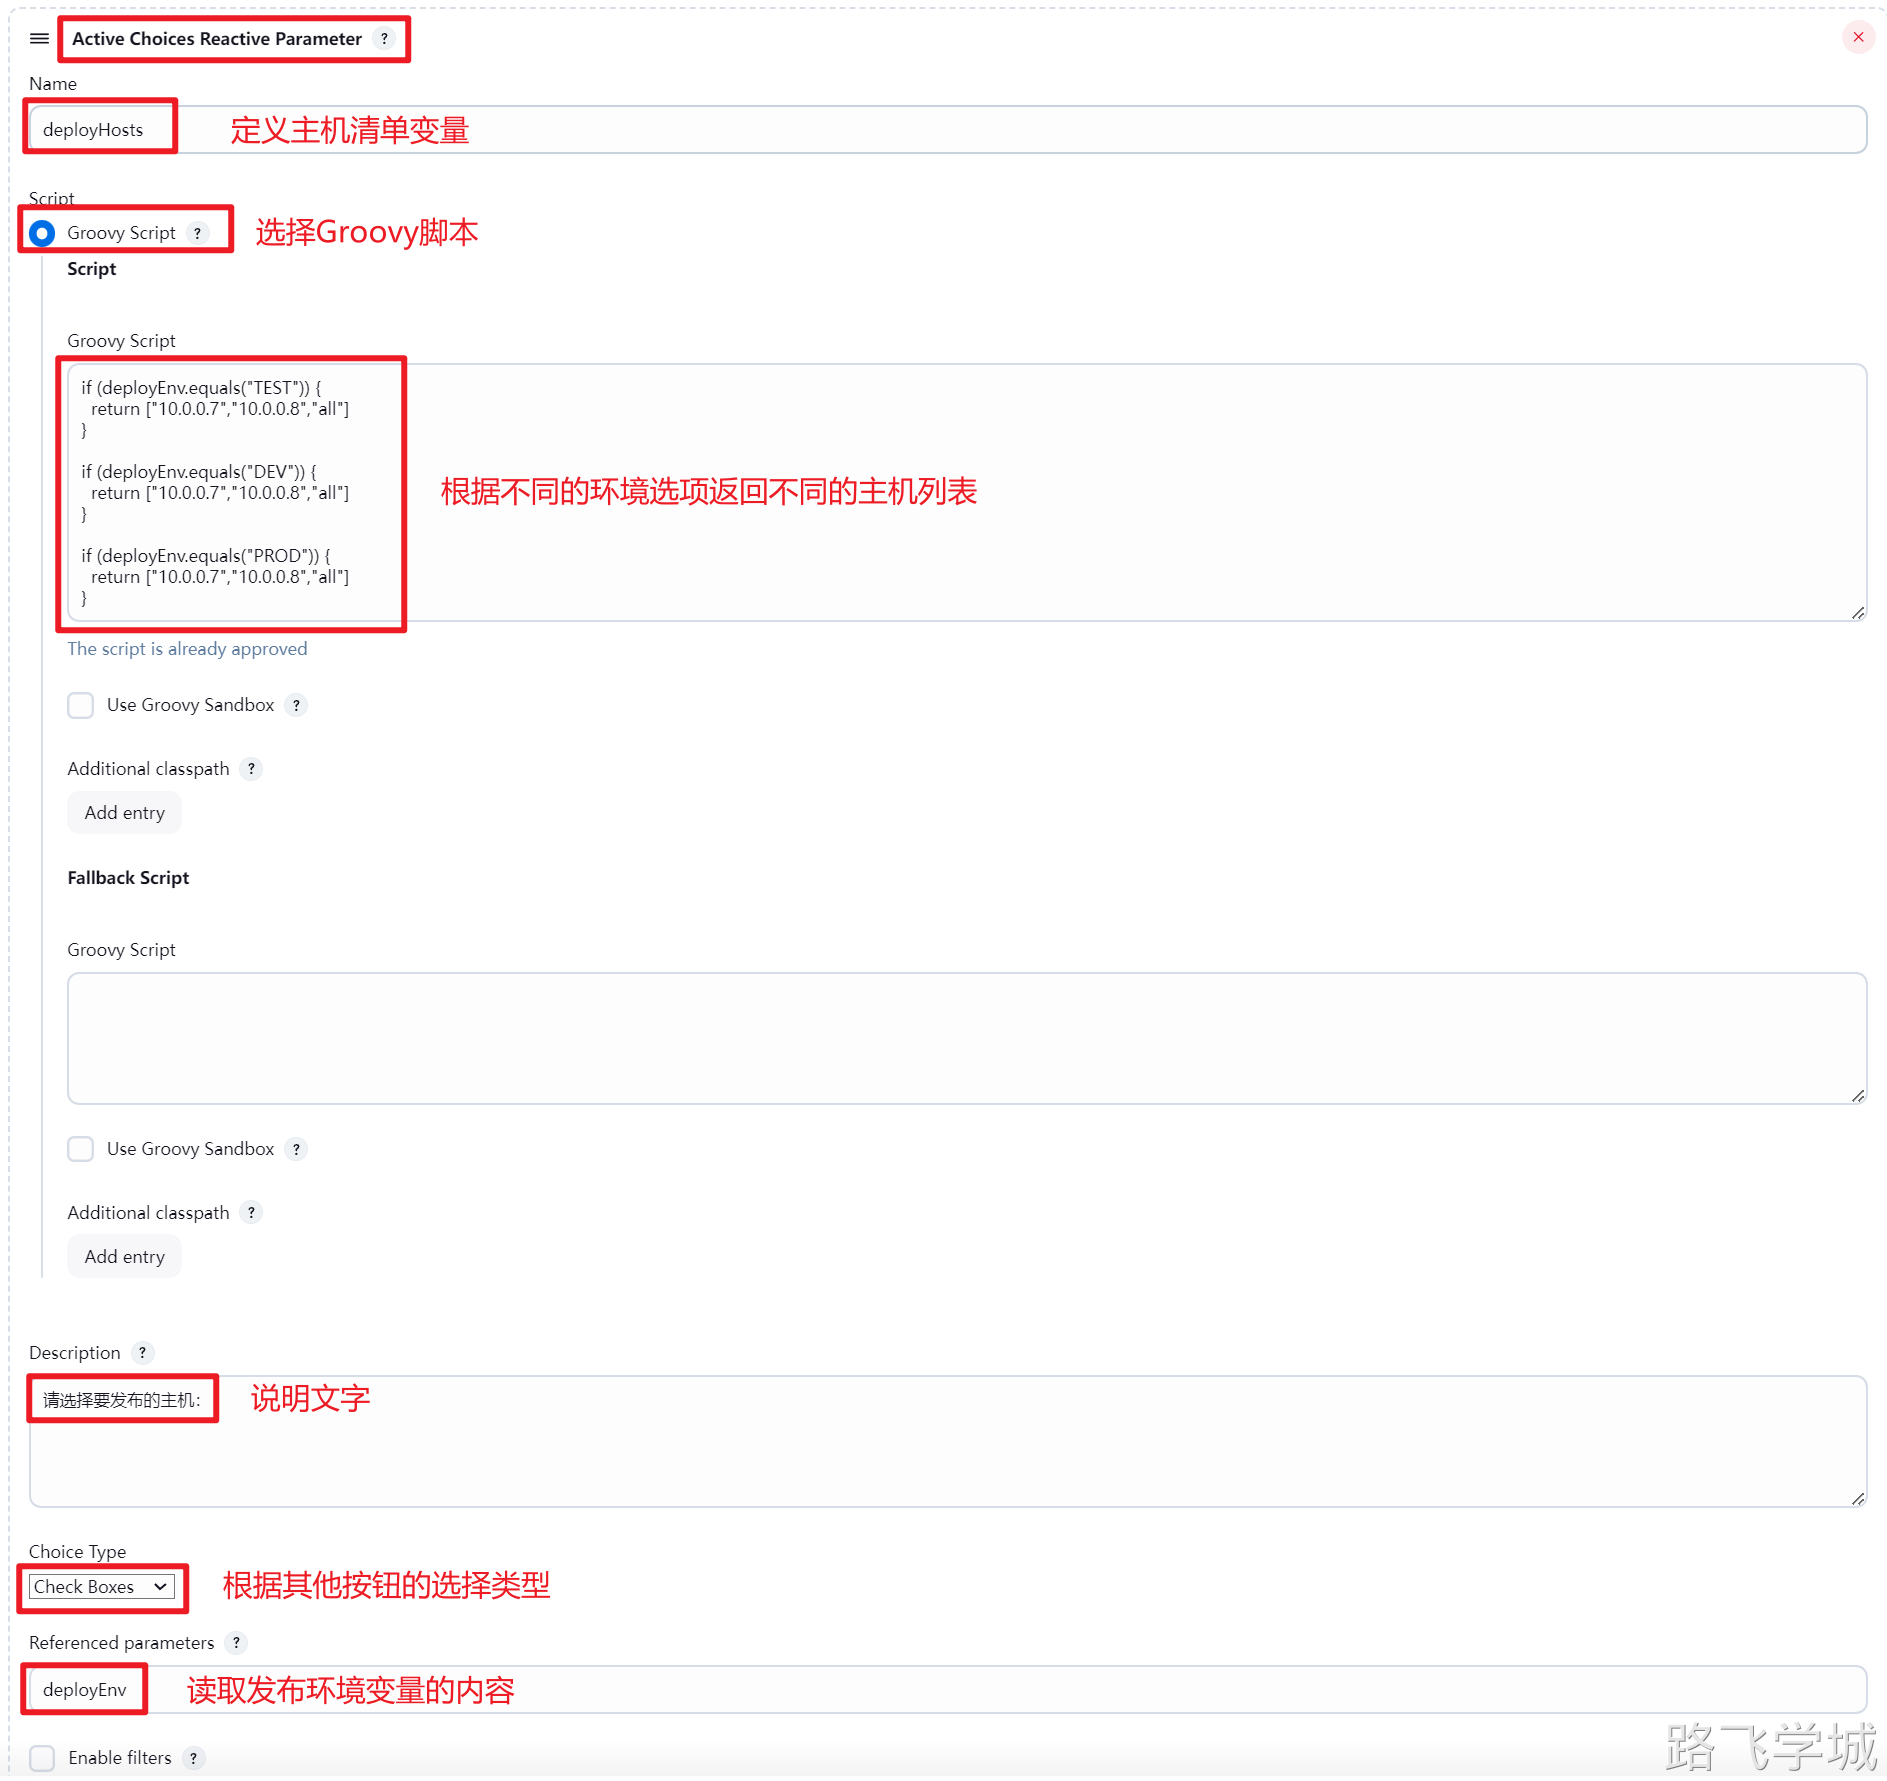 Active Choices Reactive Parameter ?
Name
deployHosts 定义主机清单变量
Script
Groovy Script ? 选择Groovy脚本
Script
Groovy Script
if (deployEnv.equals("TEST")) {
return ["10.0.0.7","10.0.0.8","all"]
}
if (deployEnv.equals("DEV")) {
return ["10.0.0.7","10.0.0.8","all"]
}
根据不同的环境选项返回不同的主机列表
if (deployEnv.equals("PROD")) {
return ["10.0.0.7","10.0.0.8","all"]
}
The script is already approved
Use Groovy Sandbox ?
Additional classpath ?
Add entry
Fallback Script
Groovy Script
Use Groovy Sandbox ?
Additional classpath ?
Add entry
Description ?
请选择要发布的主机: 说明文字
Choice Type
Check Boxes 根据其他按钮的选择类型
Referenced parameters ?
deployEnv 读取发布环境变量的内容
Enable filters ?
路飞学城